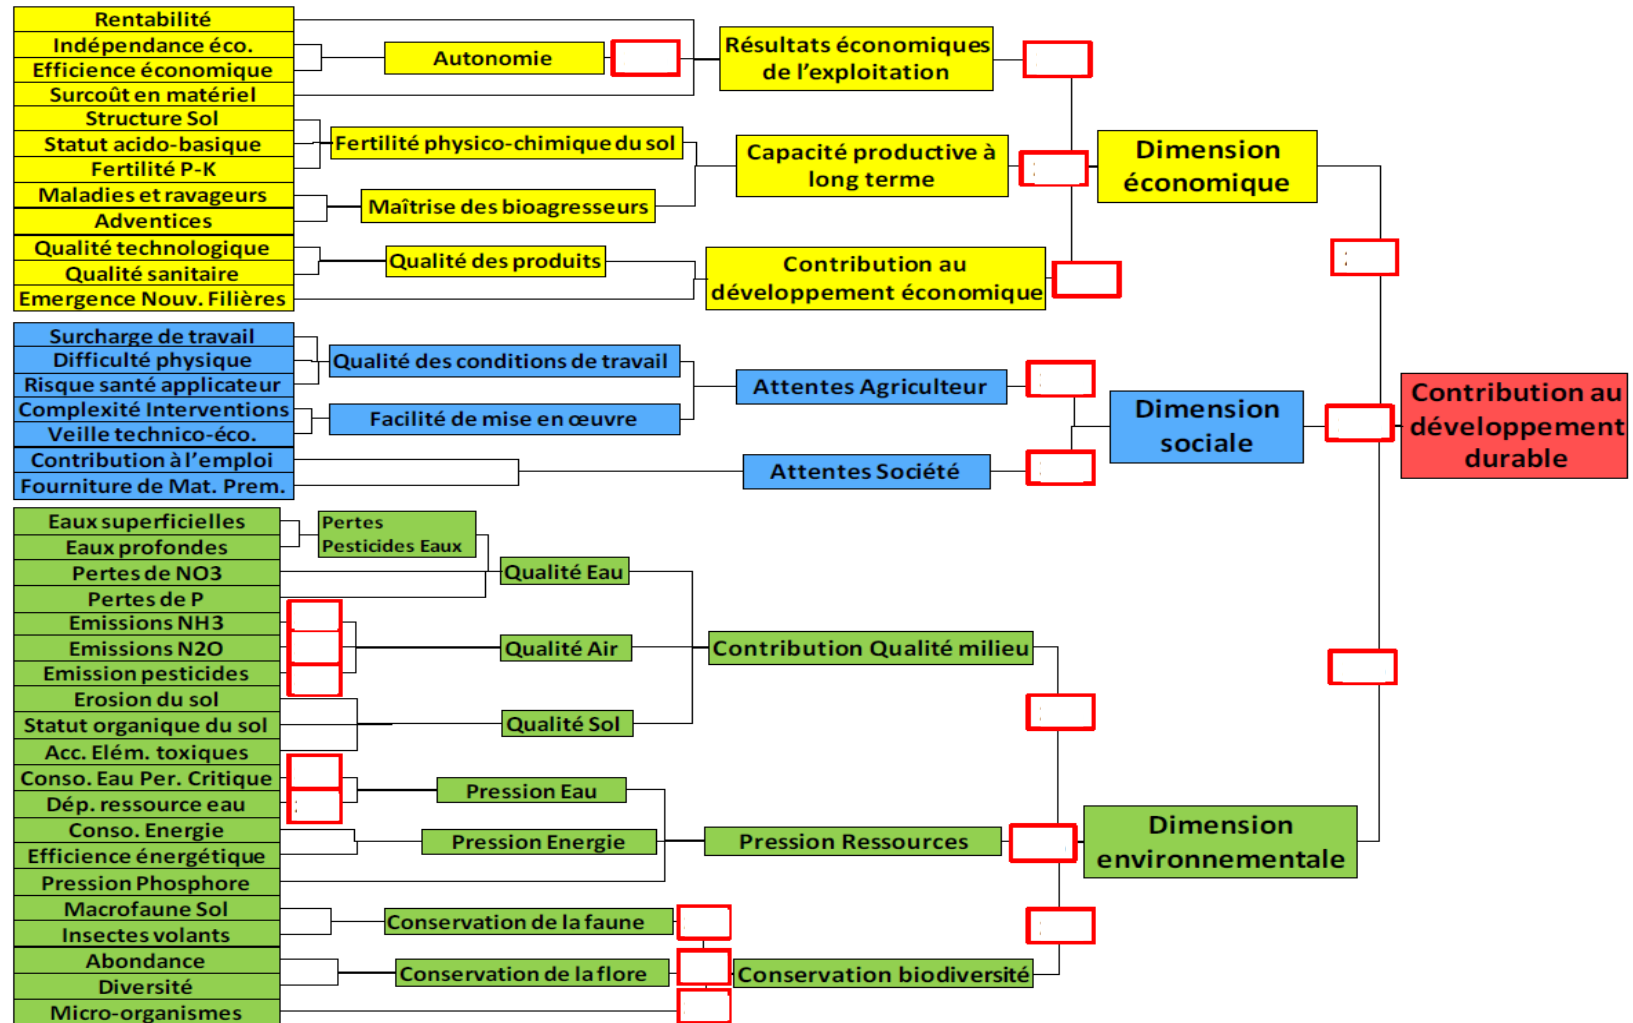 Rentabilité
Indépendance éco.
Efficience économique
Surcoût en matériel
Structure Sol
Statut acido-basique
Fertilité P-K
Maladies et ravageurs
Adventices
Qualité technologique
Qualité sanitaire
Emergence Nouv. Filières
Autonomie
Fertilité physico-chimique du sol
Maîtrise des bioagresseurs
Qualité des produits
Résultats économiques
de l’exploitation
Capacité productive à
long terme
Contribution au
développement économique
Dimension
économique
Surcharge de travail
Difficulté physique
Risque santé applicateur
Complexité Interventions
Veille technico-éco.
Contribution à l’emploi
Fourniture de Mat. Prem.
Qualité des conditions de travail
Facilité de mise en œuvre
Attentes Agriculteur
Attentes Société
Dimension
sociale
Contribution au
développement
durable
Eaux superficielles
Eaux profondes
Pertes de NO3
Pertes de P
Emissions NH3
Emissions N2O
Emission pesticides
Erosion du sol
Statut organique du sol
Acc. Elém. toxiques
Conso. Eau Per. Critique
Dép. ressource eau
Conso. Energie
Efficience énergétique
Pression Phosphore
Macrofaune Sol
Insectes volants
Abondance
Diversité
Micro-organismes
Pertes
Pesticides Eaux
Qualité Eau
Qualité Air
Qualité Sol
Pression Eau
Pression Energie
Conservation de la faune
Conservation de la flore
Contribution Qualité milieu
Pression Ressources
Conservation biodiversité
Dimension
environnementale